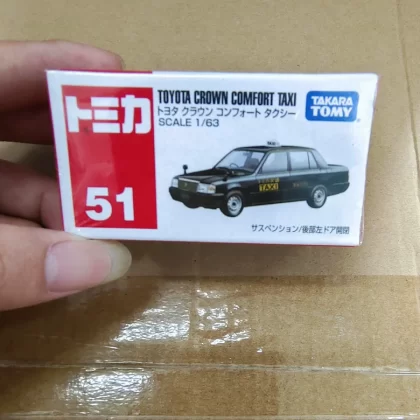 トミカ
51
TOYOTA CROWN COMFORT TAXI
トヨタ クラウン コンフォート タクシー
SCALE 1/63
TAKARA
TOMY
TAXI
サスペンション/後部左ドア開閉